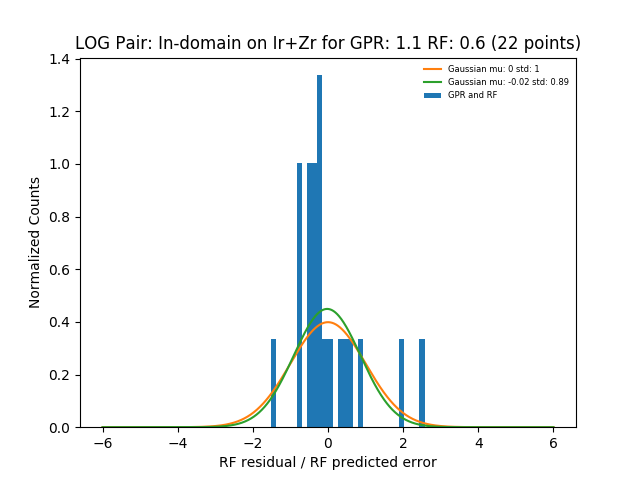 LOG Pair: In-domain on Ir+Zr for GPR: 1.1 RF: 0.6 (22 points)
Gaussian mu: 0 std: 1
Gaussian mu: -0.02 std: 0.89
GPR and RF
Normalized Counts
1.4
1.2
1.0
0.8
0.6
0.4
0.2
0.0
−6 −4 −2 0 2 4 6
RF residual / RF predicted error